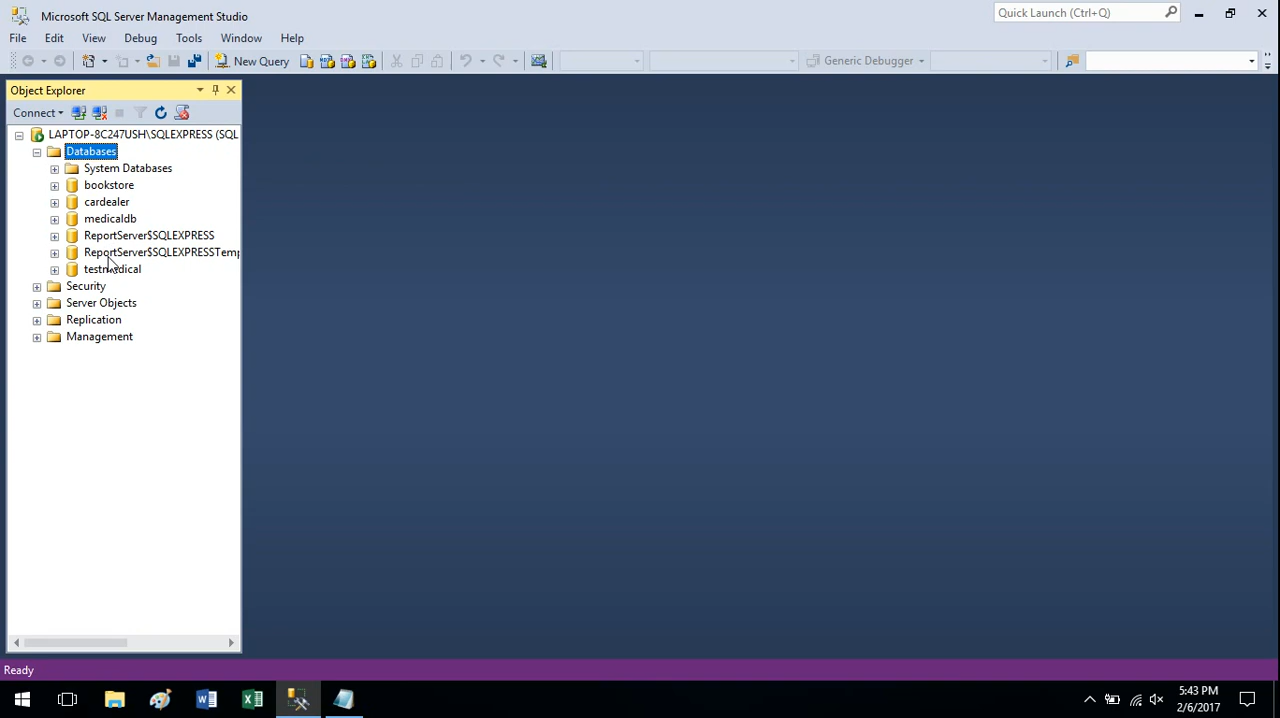 Microsoft SQL Server Management Studio
Quick Launch (Ctrl+Q)
File Edit View Debug Tools Window Help
New Query
Generic Debugger
Object Explorer
Connect
LAPTOP-8C247USH\SQLEXPRESS (SQL
Databases
System Databases
bookstore
cardealer
medicaldb
ReportServer$SQLEXPRESS
ReportServer$SQLEXPRESSTemp
testmedical
Security
Server Objects
Replication
Management
Ready
5:43 PM
2/6/2017